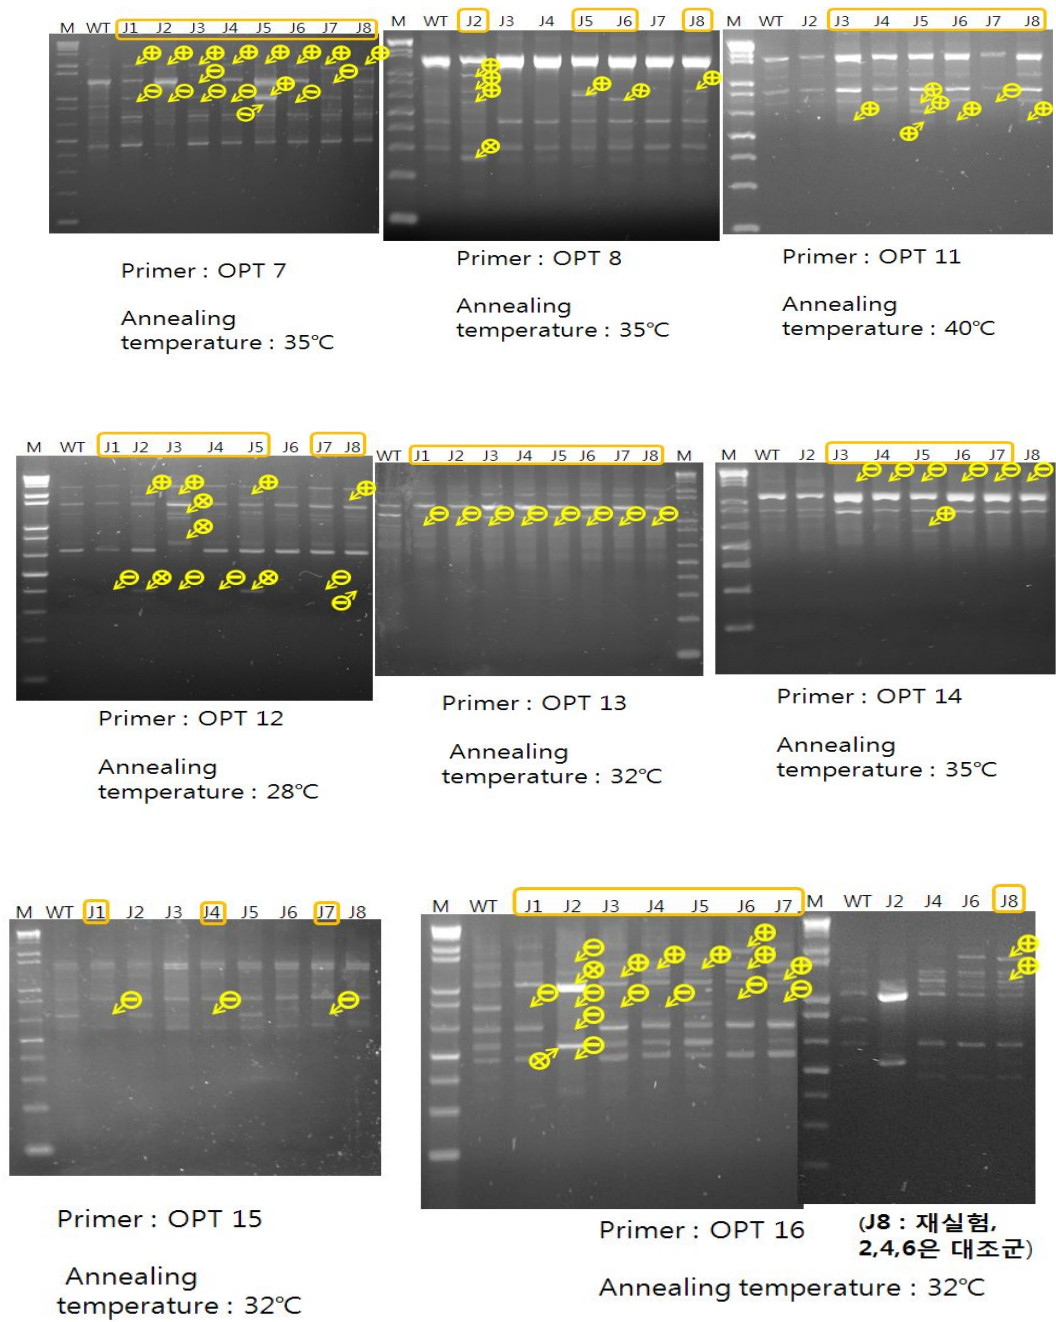 M WT J1 J2 J3 J4 J5 J6 J7 J8
M WT J2 J3 J4 J5 J6 J7 J8
M WT J2 J3 J4 J5 J6 J7 J8
Primer : OPT 7
Annealing
temperature : 35℃
Primer : OPT 8
Annealing
temperature : 35℃
Primer : OPT 11
Annealing
temperature : 40℃
M WT J1 J2 J3 J4 J5 J6 J7 J8
WT J1 J2 J3 J4 J5 J6 J7 J8 M
M WT J2 J3 J4 J5 J6 J7 J8
Primer : OPT 12
Annealing
temperature : 28℃
Primer : OPT 13
Annealing
temperature : 32℃
Primer : OPT 14
Annealing
temperature : 35℃
M WT J1 J2 J3 J4 J5 J6 J7 J8
M WT J1 J2 J3 J4 J5 J6 J7
M WT J2 J4 J6 J8
Primer : OPT 15
Annealing
temperature : 32℃
Primer : OPT 16
Annealing temperature : 32℃
(J8 : 재실험,
2,4,6은 대조군)